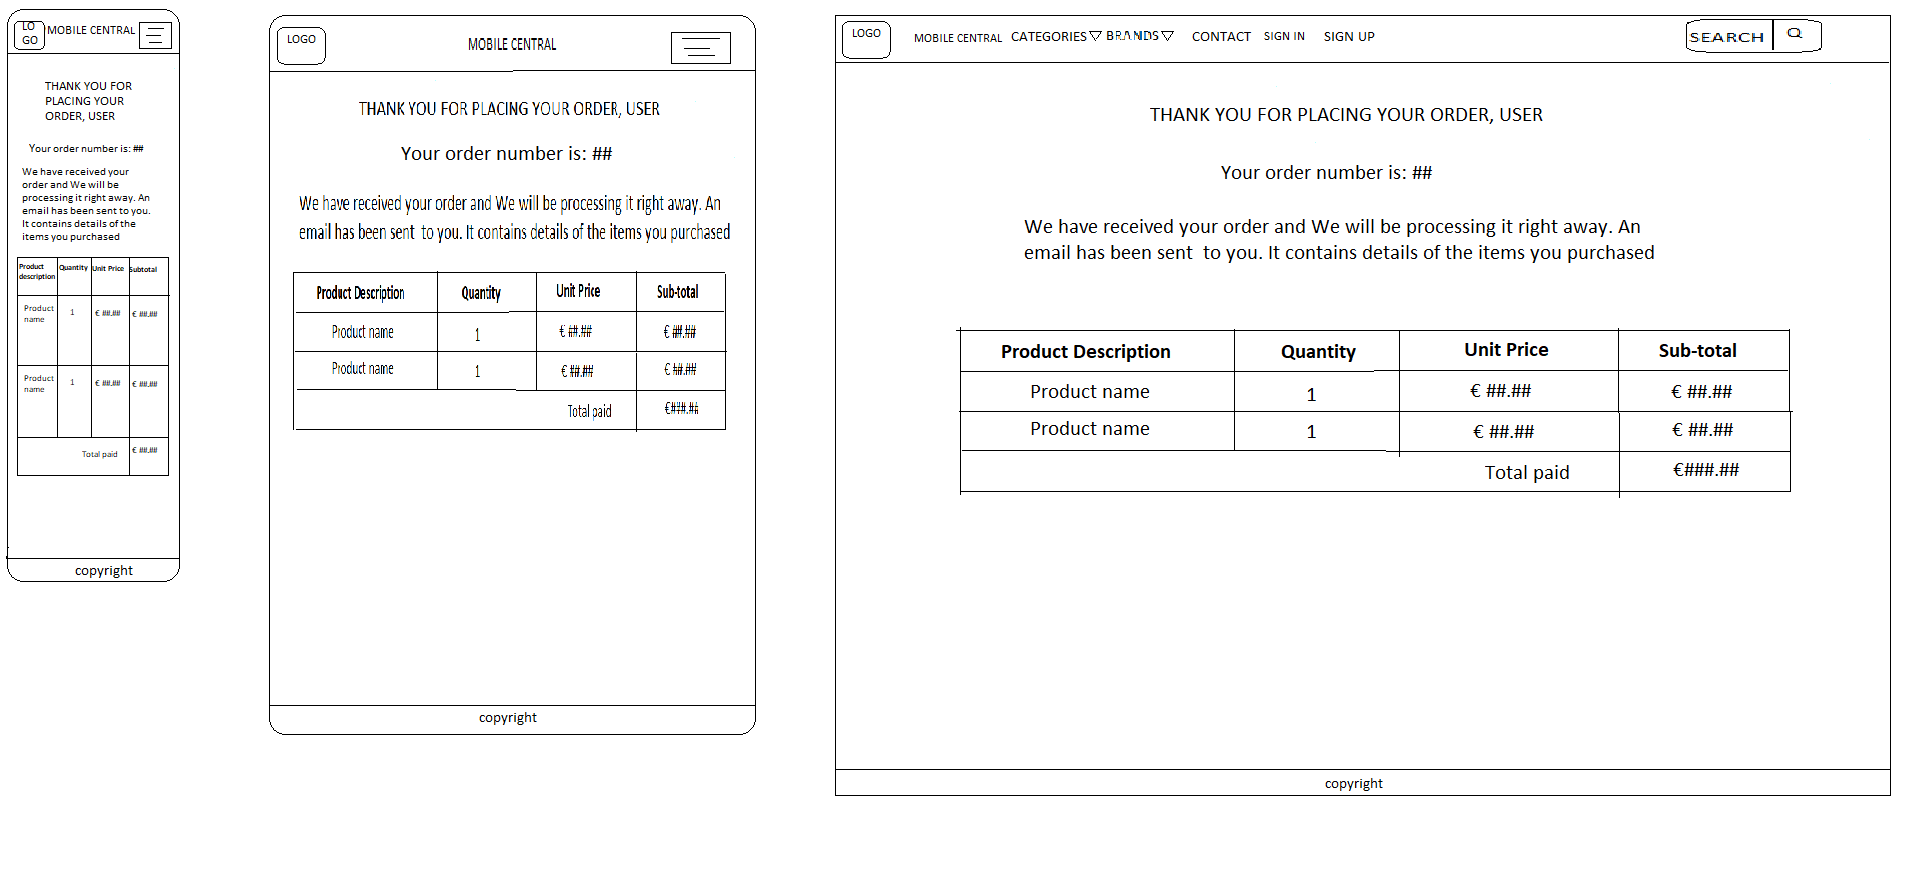 LO
GO
MOBILE CENTRAL
THANK YOU FOR
PLACING YOUR
ORDER, USER
Your order number is: ##
We have received your
order and We will be
processing it right away. An
email has been sent to you.
It contains details of the
items you purchased
Product
description
Quantity Unit Price Subtotal
Product
name
1 € ##.## € ##.##
Product
name
1 € ##.## € ##.##
Total paid € ##.##
copyright
LOGO
MOBILE CENTRAL
THANK YOU FOR PLACING YOUR ORDER, USER
Your order number is: ##
We have received your order and We will be processing it right away. An
email has been sent  to you. It contains details of the items you purchased
Product Description Quantity Unit Price Sub-total
Product name 1 € ##.## € ##.##
Product name 1 € ##.## € ##.##
Total paid €###.##
copyright
LOGO MOBILE CENTRAL CATEGORIES BRANDS CONTACT SIGN IN SIGN UP SEARCH
THANK YOU FOR PLACING YOUR ORDER, USER
Your order number is: ##
We have received your order and We will be processing it right away. An
email has been sent  to you. It contains details of the items you purchased
Product Description Quantity Unit Price Sub-total
Product name 1 € ##.## € ##.##
Product name 1 € ##.## € ##.##
Total paid €###.##
copyright